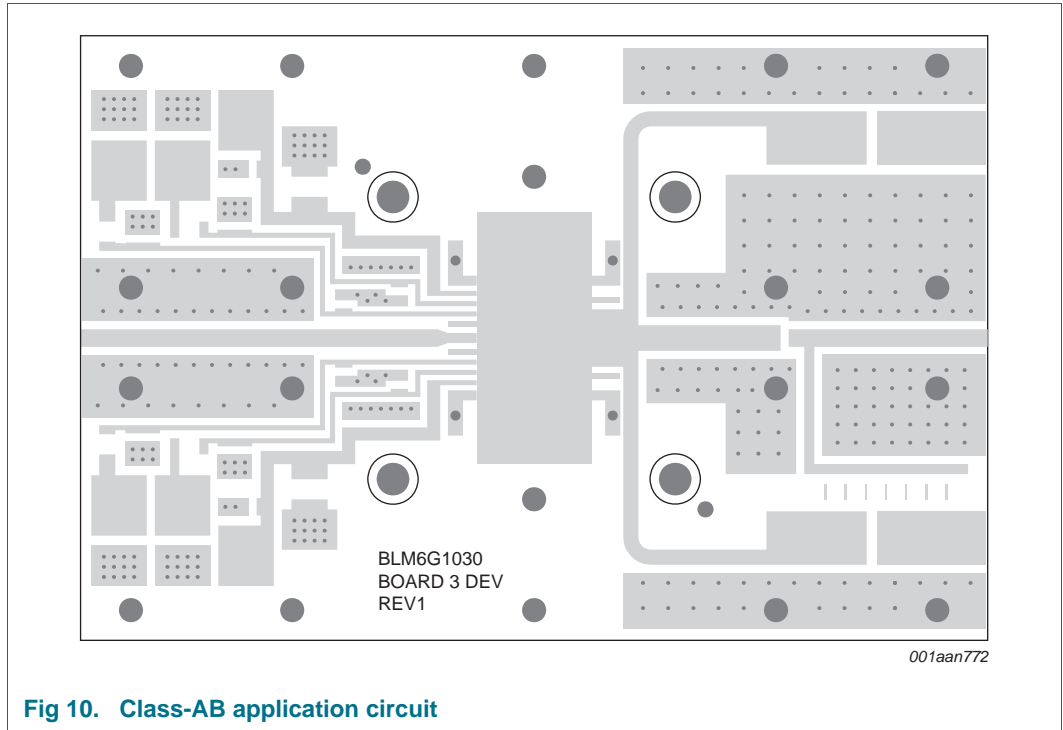 BLM6G1030
BOARD 3 DEV
REV1
001aan772
Fig 10. Class-AB application circuit